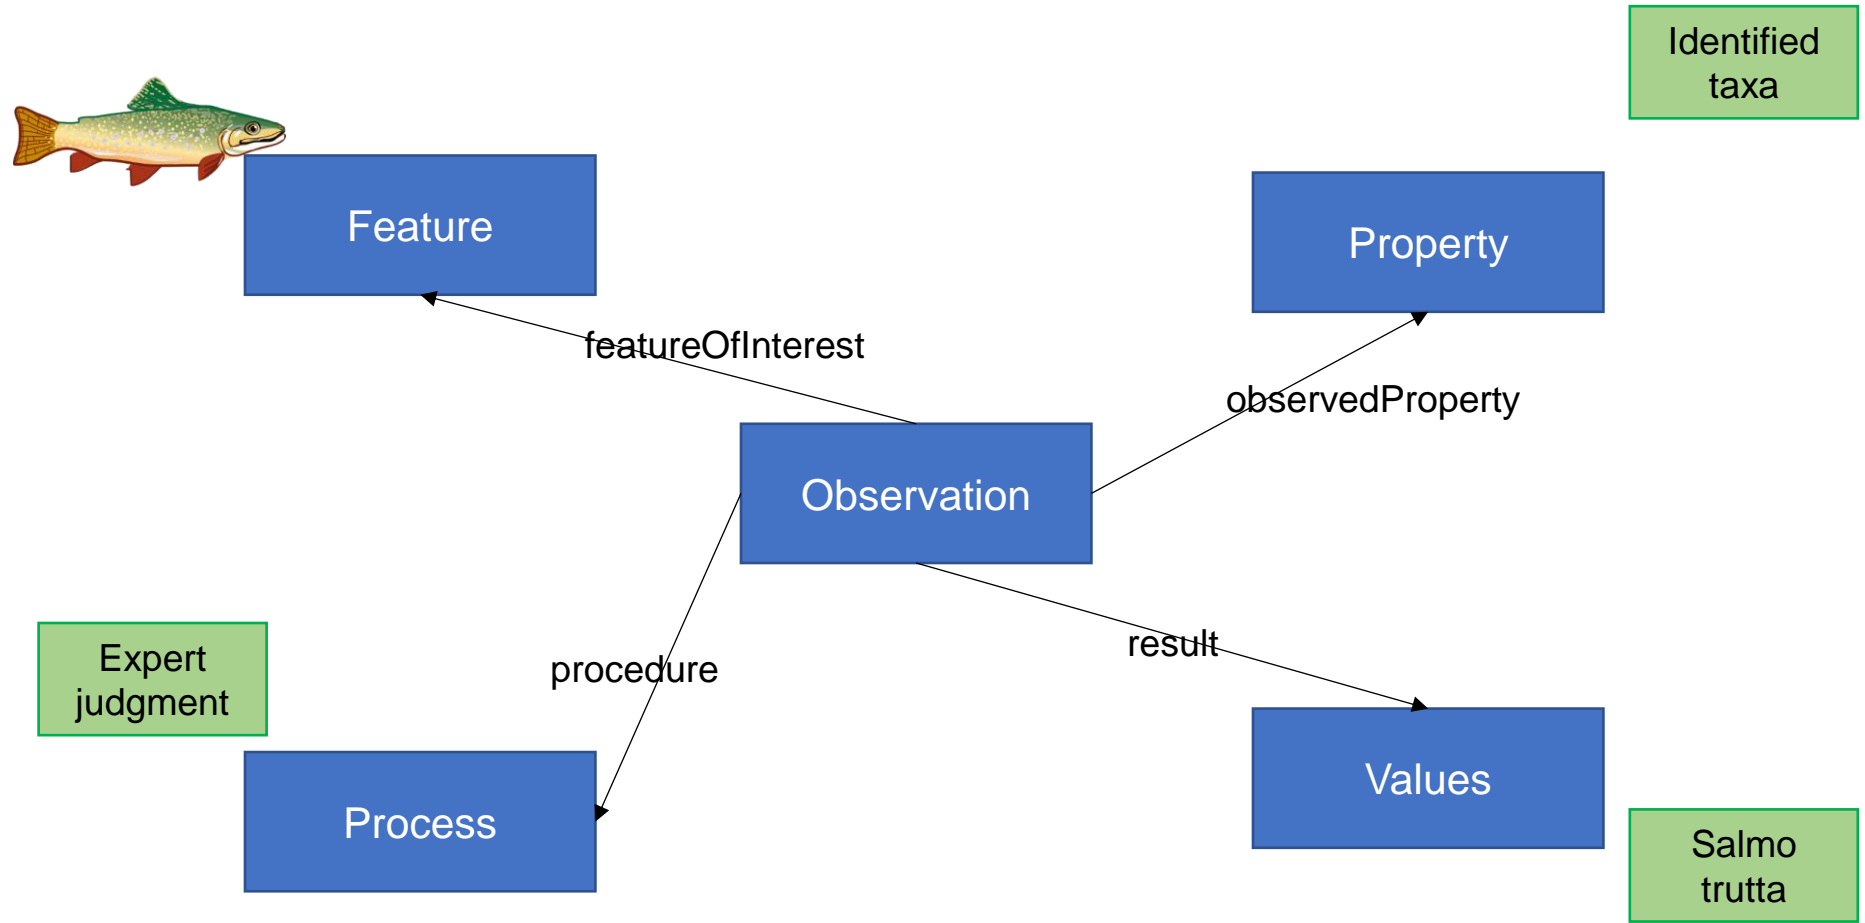 Identified
taxa
Feature
Property
featureOfInterest
observedProperty
Observation
Expert
judgment
procedure
result
Process
Values
Salmo
trutta